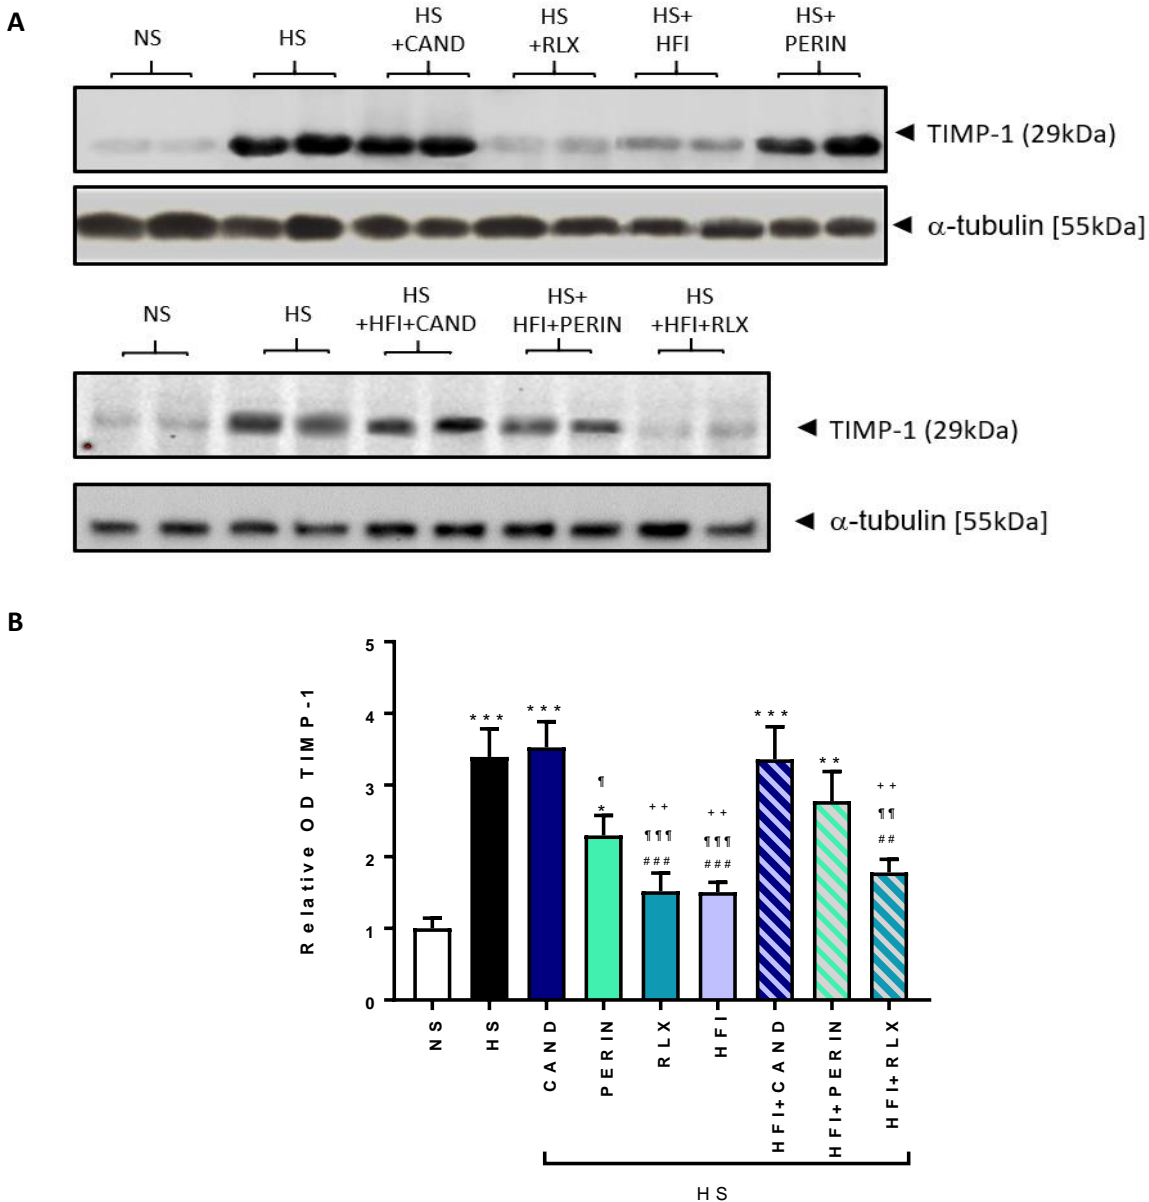 A
NS
HS
HS
+CAND
HS
+RLX
HS+
HFI
HS+
PERIN
TIMP-1 (29kDa)
α-tubulin [55kDa]
NS
HS
HS
+HFI+CAND
HS+
HFI+PERIN
HS
+HFI+RLX
TIMP-1 (29kDa)
α-tubulin [55kDa]
B
Relative OD TIMP-1
5
4
3
2
1
0
***
***
¶
*
++
¶¶¶
###
++
¶¶¶
###
***
**
++
¶¶
##
NS
HS
CAND
PERIN
RLX
HFI
HFI+CAND
HFI+PERIN
HFI+RLX
HS